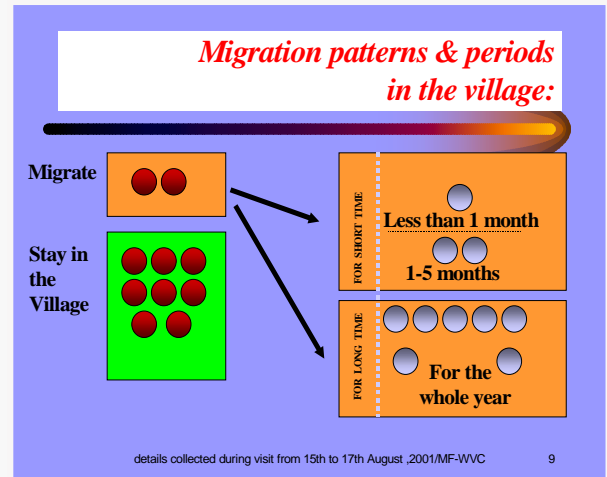 Migration patterns & periods
in the village:
Migrate
Stay in
the
Village
FOR SHORT TIME
Less than 1 month
1-5 months
FOR LONG TIME
For the
whole year
details collected during visit from 15th to 17th August ,2001/MF-WVC
9